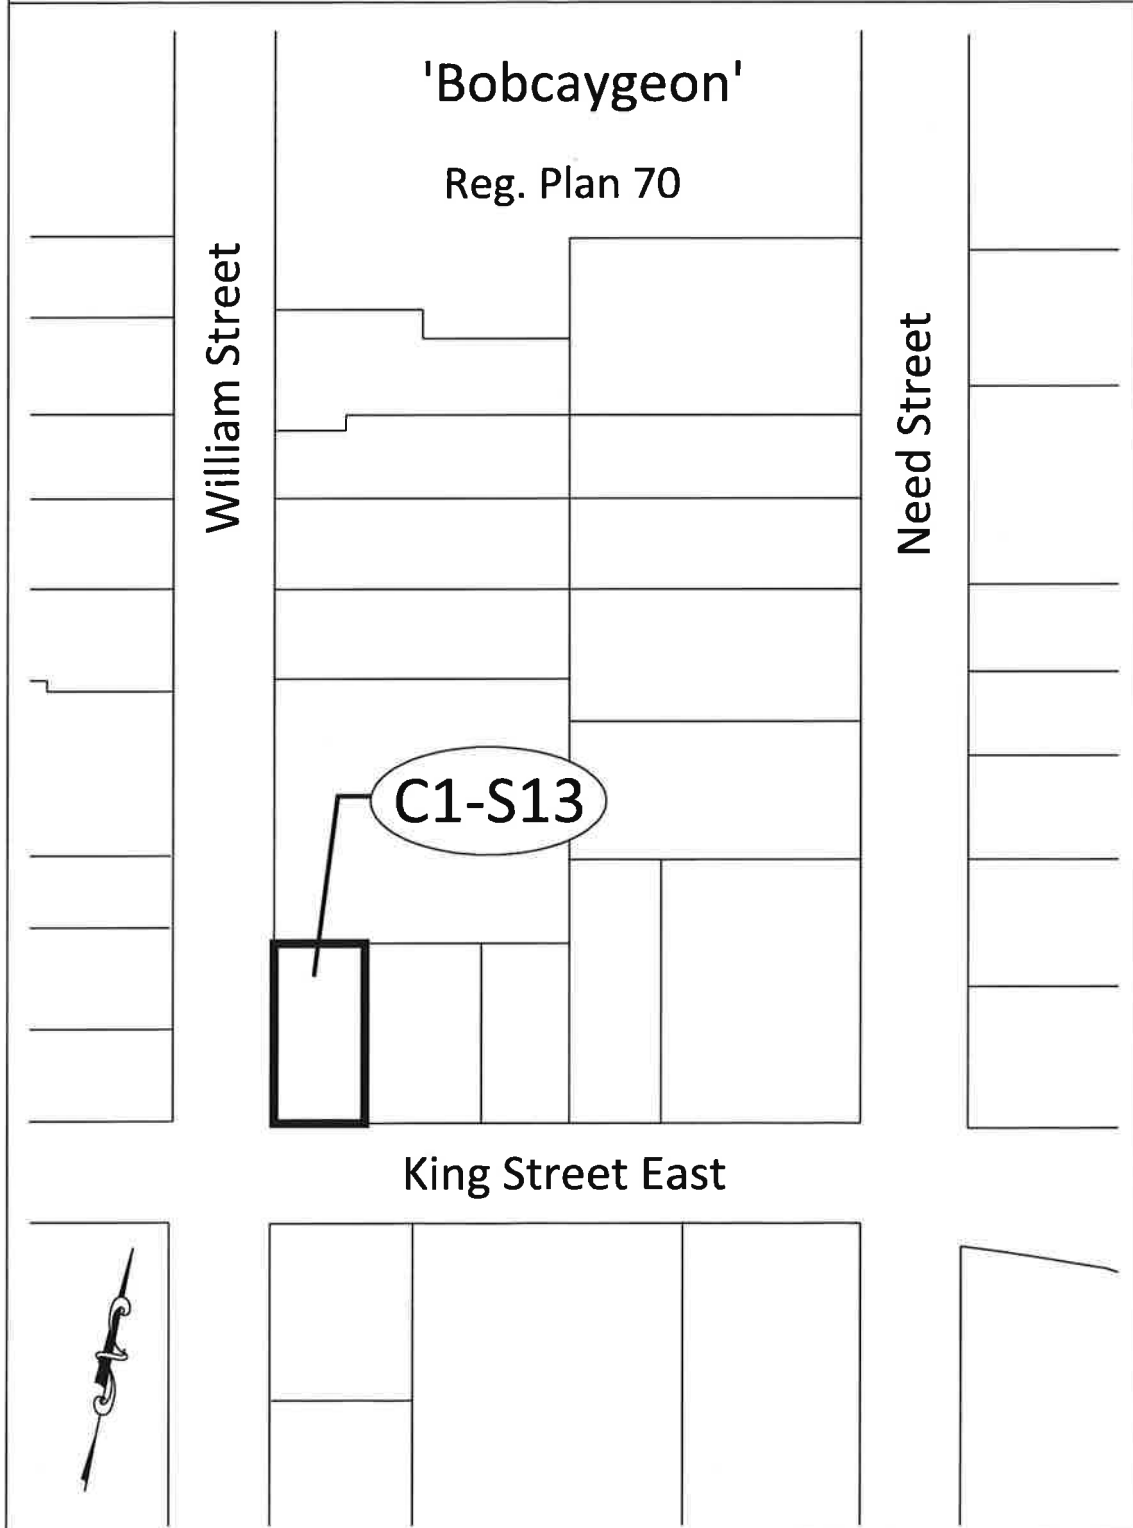 'Bobcaygeon'
Reg. Plan 70
William Street
Need Street
C1-S13
King Street East